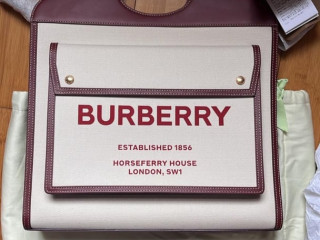 BURBERRY
ESTABLISHED 1856
HORSEFERRY HOUSE
LONDON, SW1